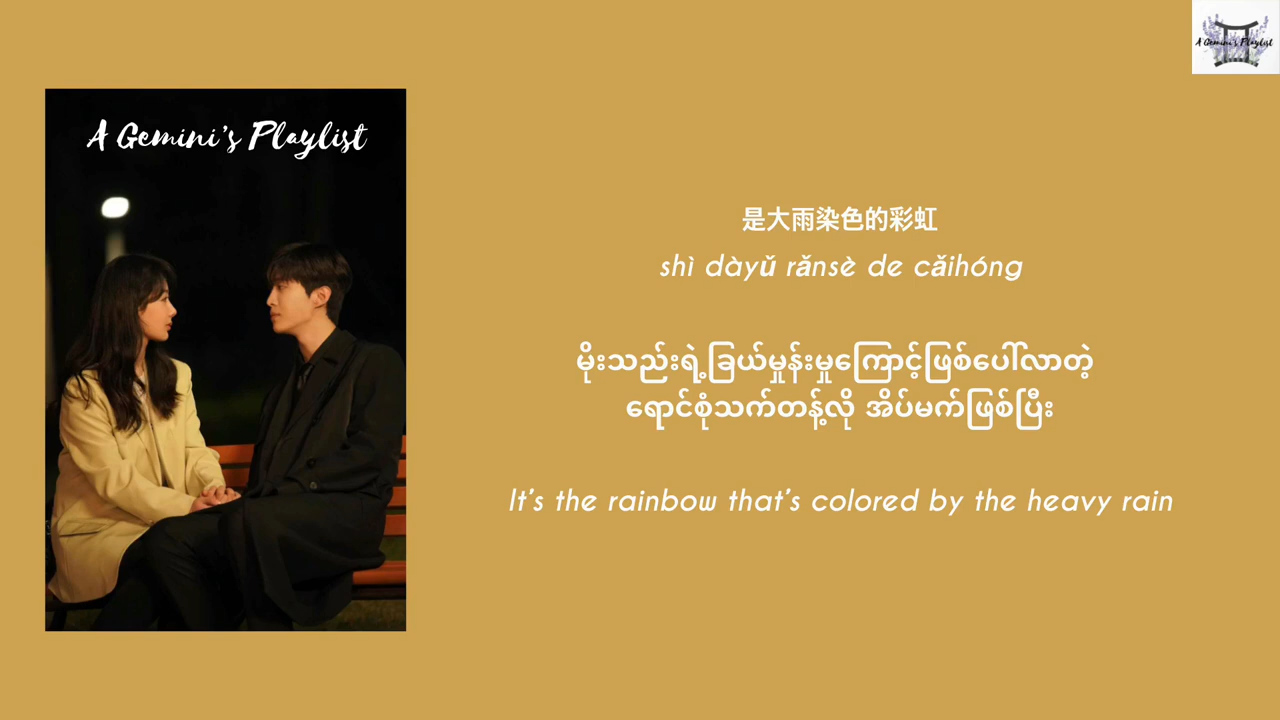 A Gemini's Playlist
A Gemini's Playlist
是大雨染色的彩虹
shì dàyǔ rǎnsè de cǎihóng
မိုးသည်းရဲ့ခြယ်မှုန်းမှုကြောင့်ဖြစ်ပေါ်လာတဲ့
ရောင်စုံသက်တန့်လို အိပ်မက်ဖြစ်ပြီး
It's the rainbow that's colored by the heavy rain